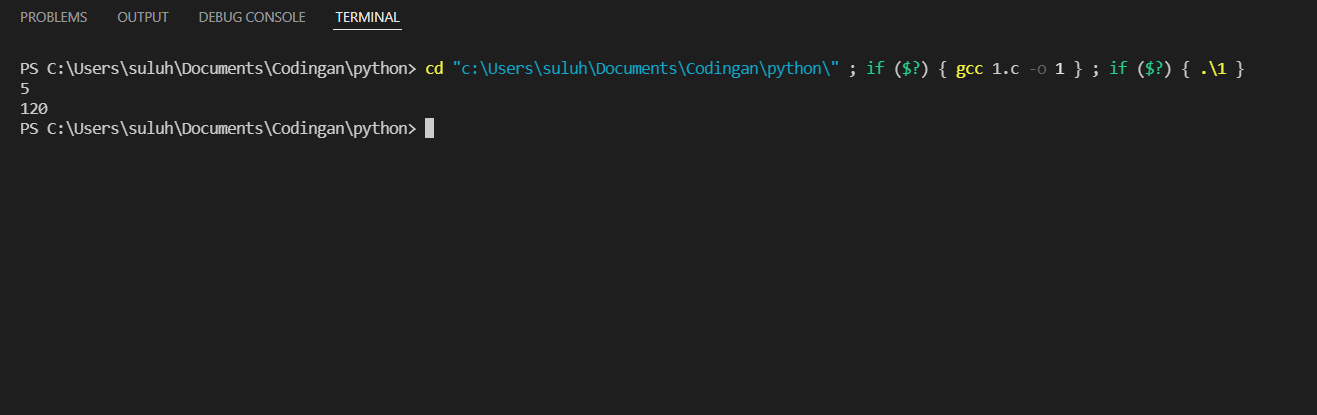 PROBLEMS OUTPUT DEBUG CONSOLE TERMINAL
PS C:\Users\suluh\Documents\Codingan\python> cd "c:\Users\suluh\Documents\Codingan\python\" ; if ($?) { gcc 1.c -o 1 } ; if ($?) { .\1 }
5
120
PS C:\Users\suluh\Documents\Codingan\python>